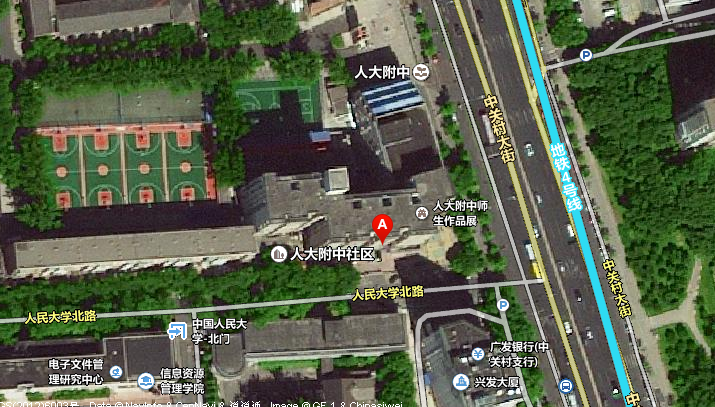 人大附中
中关村大街
地铁4号线
人大附中师
生作品展
A
人大附中社区
中关村大街
人民大学北路
人民大学北路
中国人民大
学-北门
P
P
广发银行(中
关村支行)
兴发大厦
电子文件管
理研究中心
信息资源
管理学院
中